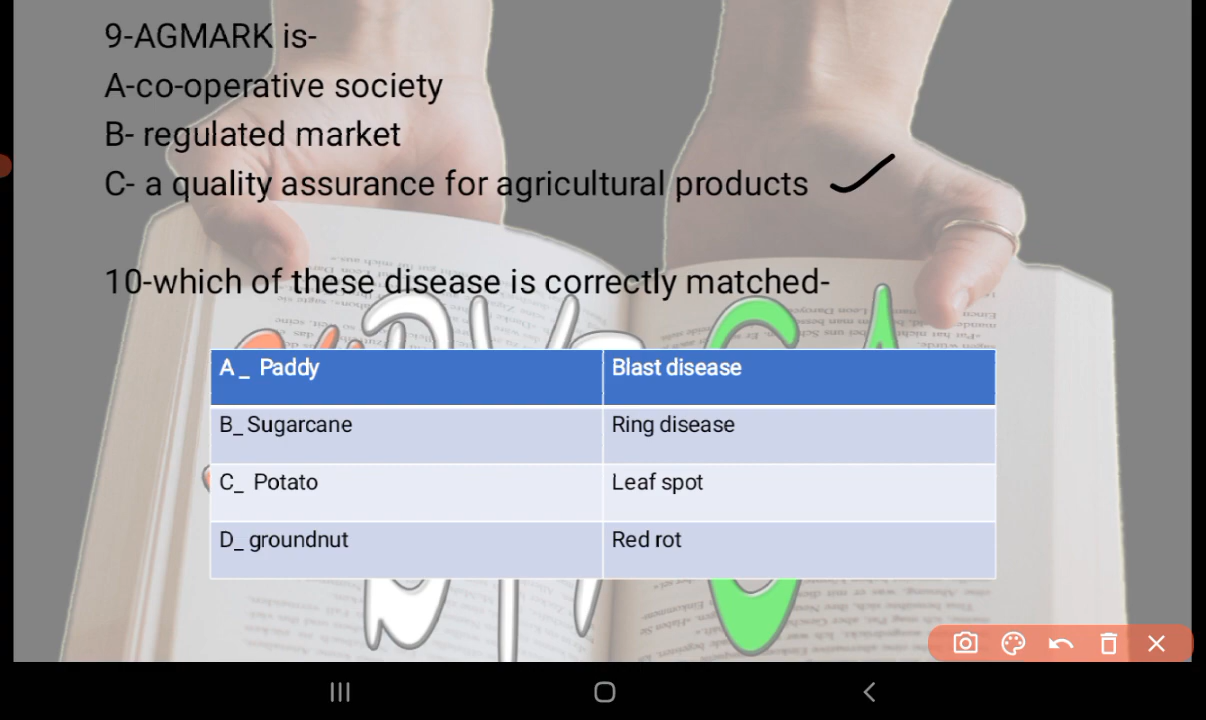 9-AGMARK is-
A-co-operative society
B- regulated market
C- a quality assurance for agricultural products
10-which of these disease is correctly matched-
A_ Paddy Blast disease
B_ Sugarcane Ring disease
C_ Potato Leaf spot
D_ groundnut Red rot